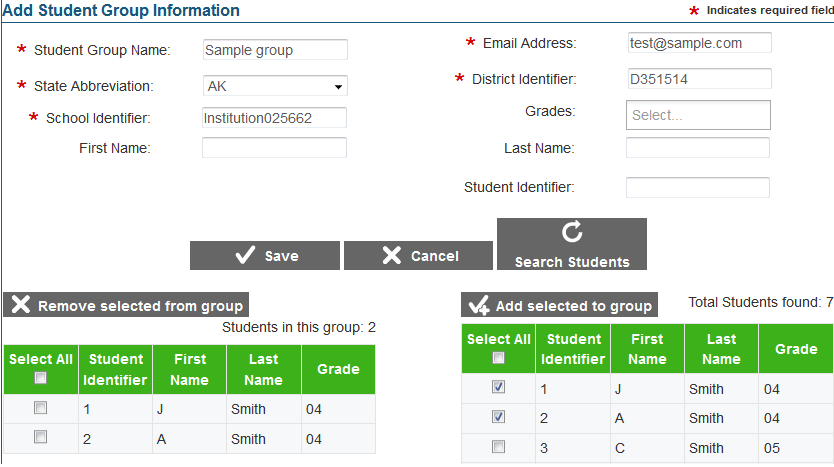 Add Student Group Information
* Indicates required field
* Student Group Name: Sample group
* Email Address: test@sample.com
* State Abbreviation: AK
* District Identifier: D351514
* School Identifier: Institution025662
Grades: Select...
First Name:
Last Name:
Student Identifier:
Save
Cancel
Search Students
Remove selected from group
Students in this group: 2
Select All Student Identifier First Name Last Name Grade
1 J Smith 04
2 A Smith 04
Add selected to group
Total Students found: 7
Select All Student Identifier First Name Last Name Grade
1 J Smith 04
2 A Smith 04
3 C Smith 05